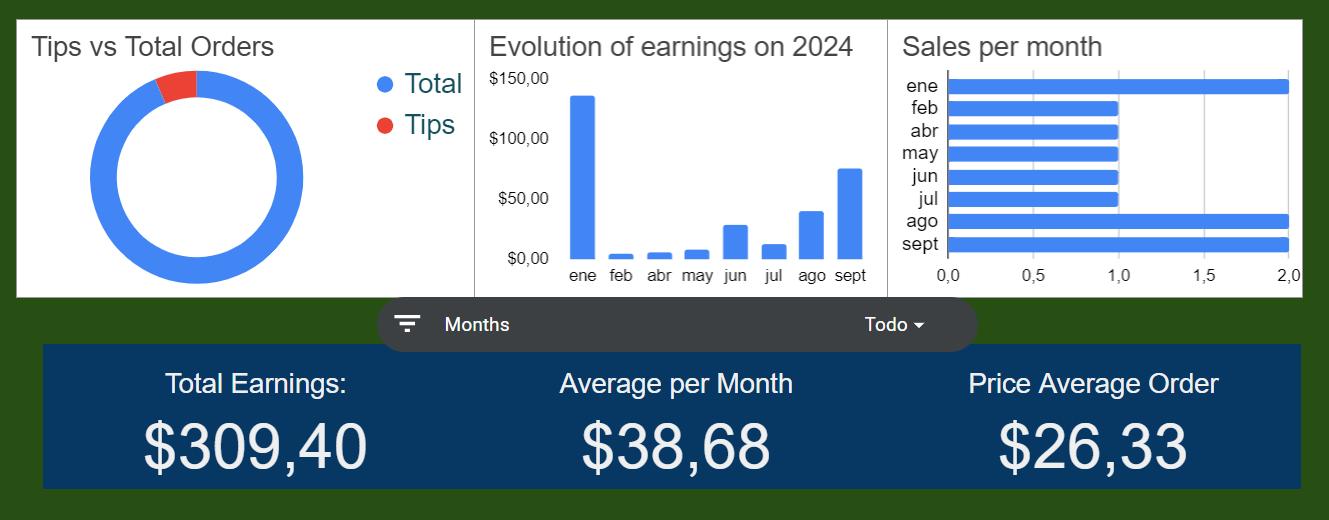 Tips vs Total Orders
Total
Tips
Evolution of earnings on 2024
$150,00
$100,00
$50,00
$0,00
ene feb abr may jun jul ago sept
Sales per month
ene
feb
abr
may
jun
jul
ago
sept
0,0 0,5 1,0 1,5 2,0
Months Todo
Total Earnings: Average per Month Price Average Order
$309,40 $38,68 $26,33